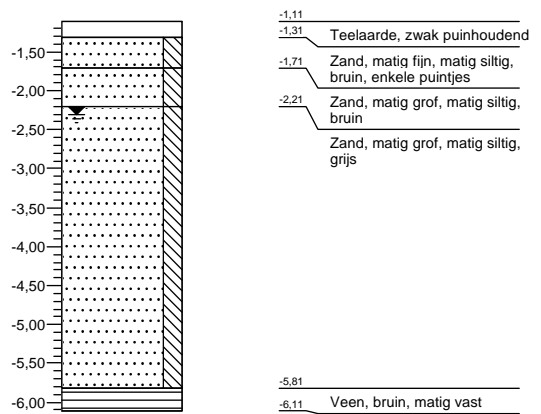 -1,11
-1,31
Teelaarde, zwak puinhoudend
-1,50
-1,71
Zand, matig fijn, matig siltig,
bruin, enkele puintjes
-2,00
-2,21
Zand, matig grof, matig siltig,
bruin
-2,50
Zand, matig grof, matig siltig,
grijs
-3,00
-3,50
-4,00
-4,50
-5,00
-5,50
-5,81
-6,00
-6,11
Veen, bruin, matig vast